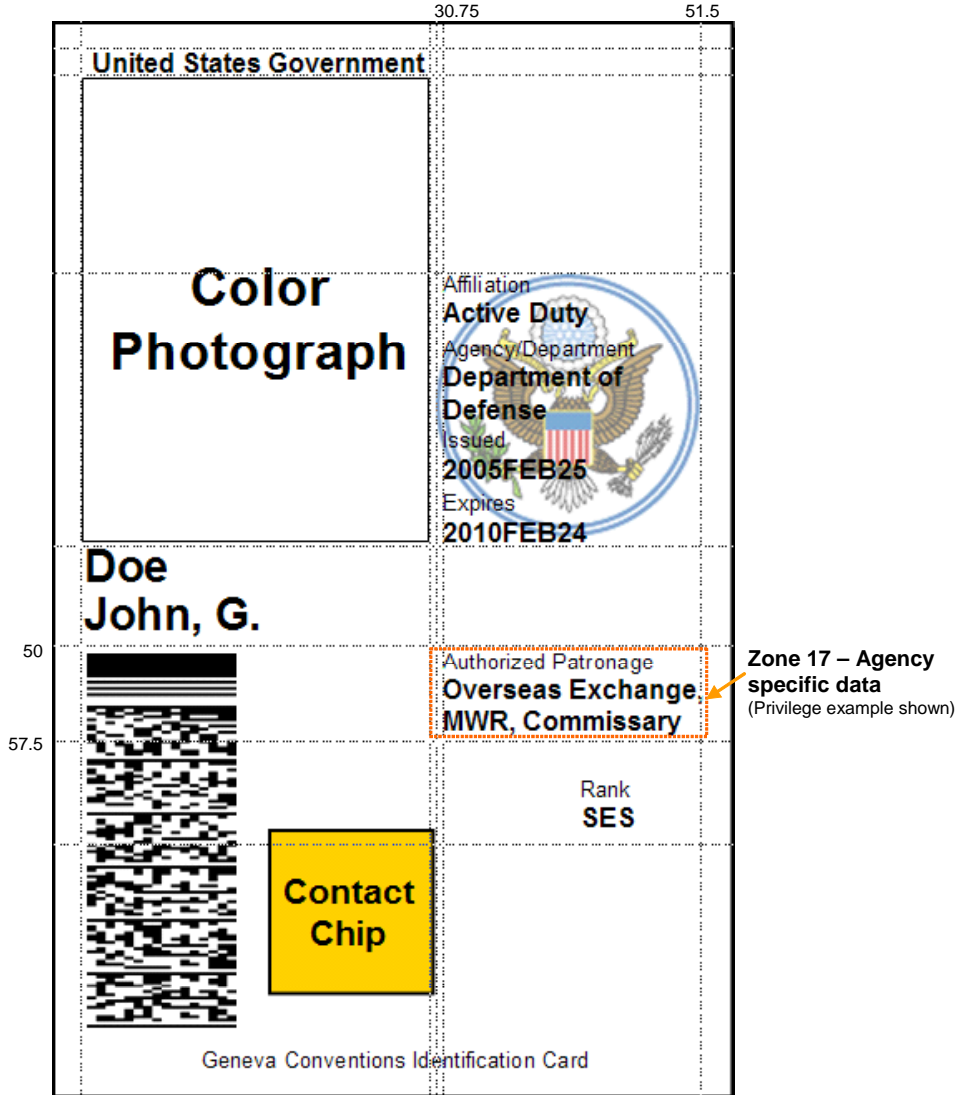 30.75 51.5
United States Government
Color
Photograph
Affiliation
Active Duty
Agency/Department
Department of
Defense
Issued
2005FEB25
Expires
2010FEB24
Doe
John, G.
50
Authorized Patronage
Overseas Exchange,
MWR, Commissary
Zone 17 – Agency
specific data
(Privilege example shown)
57.5
Rank
SES
Contact
Chip
Geneva Conventions Identification Card